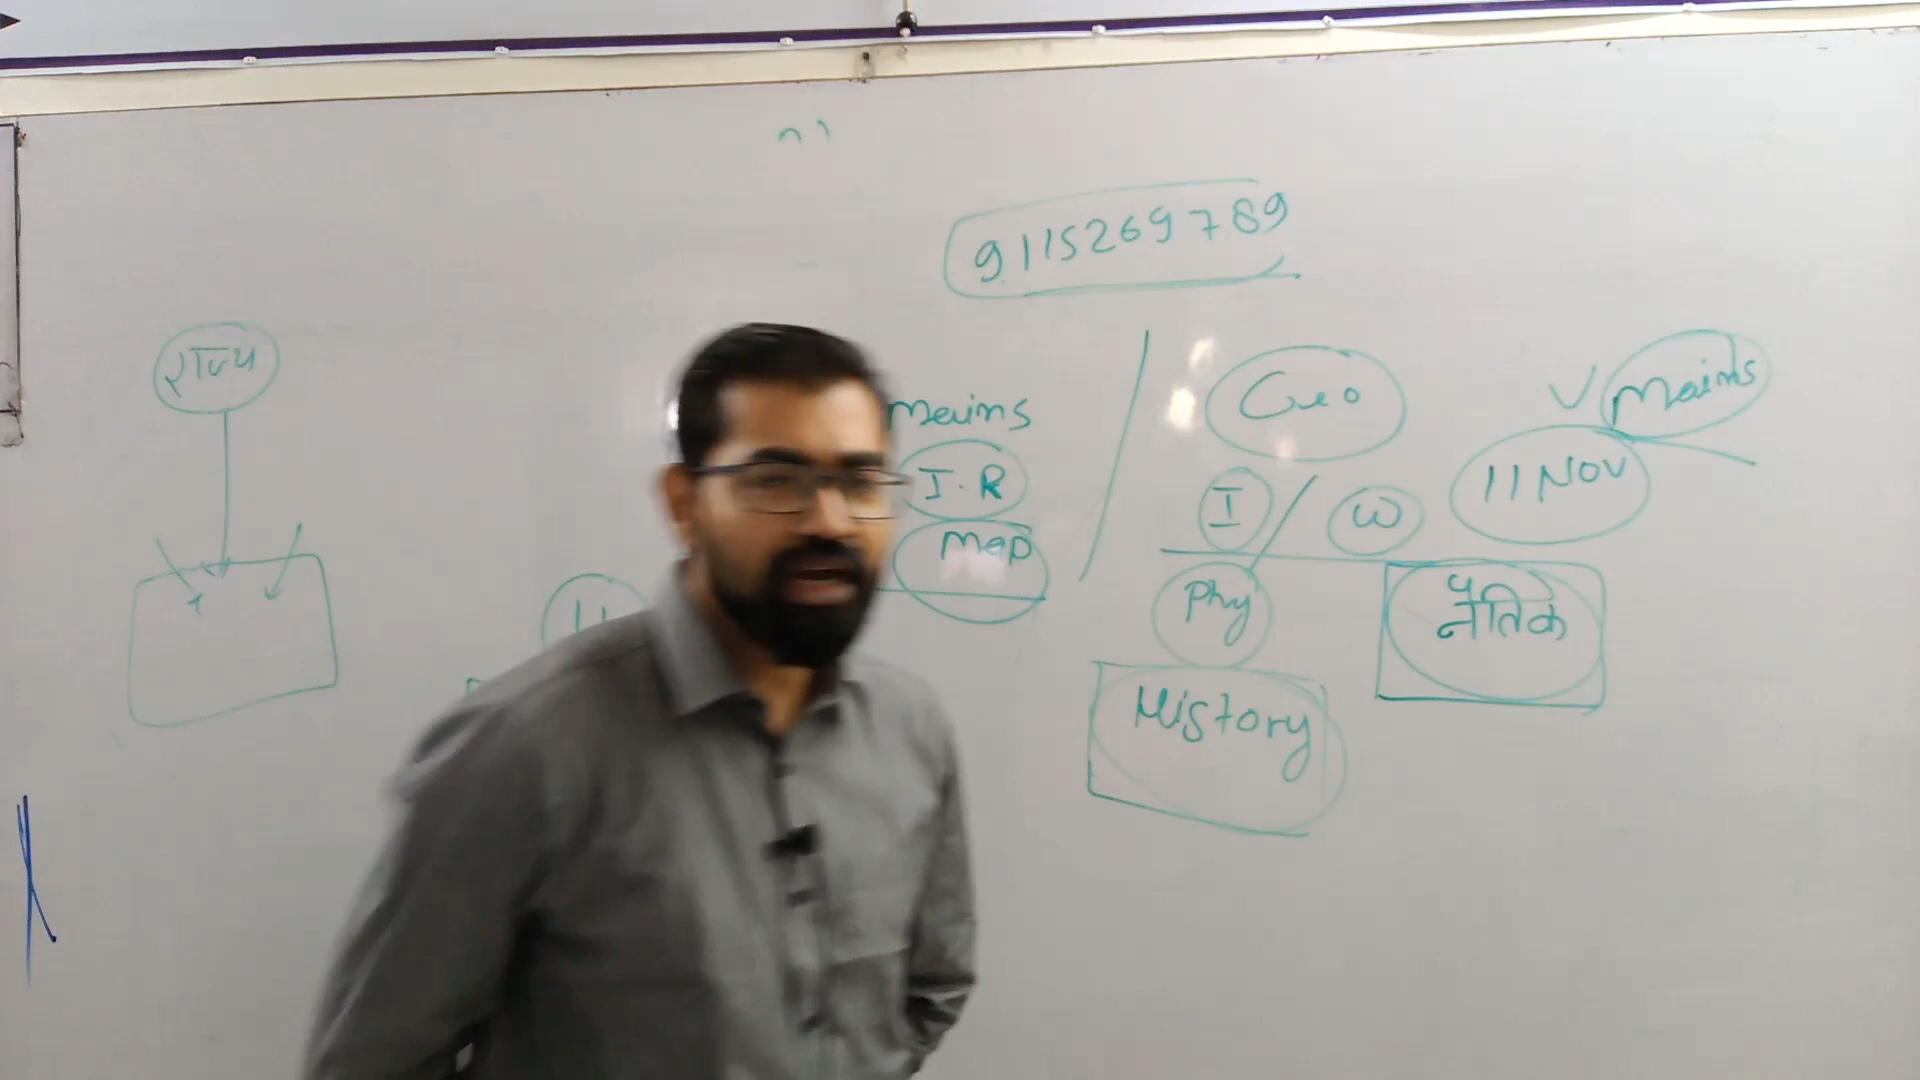 9115269789
राज्य
Mains
I.R
Map
Geo
I / W
Phy
History
✓ Mains
11 Nov
नैतिक